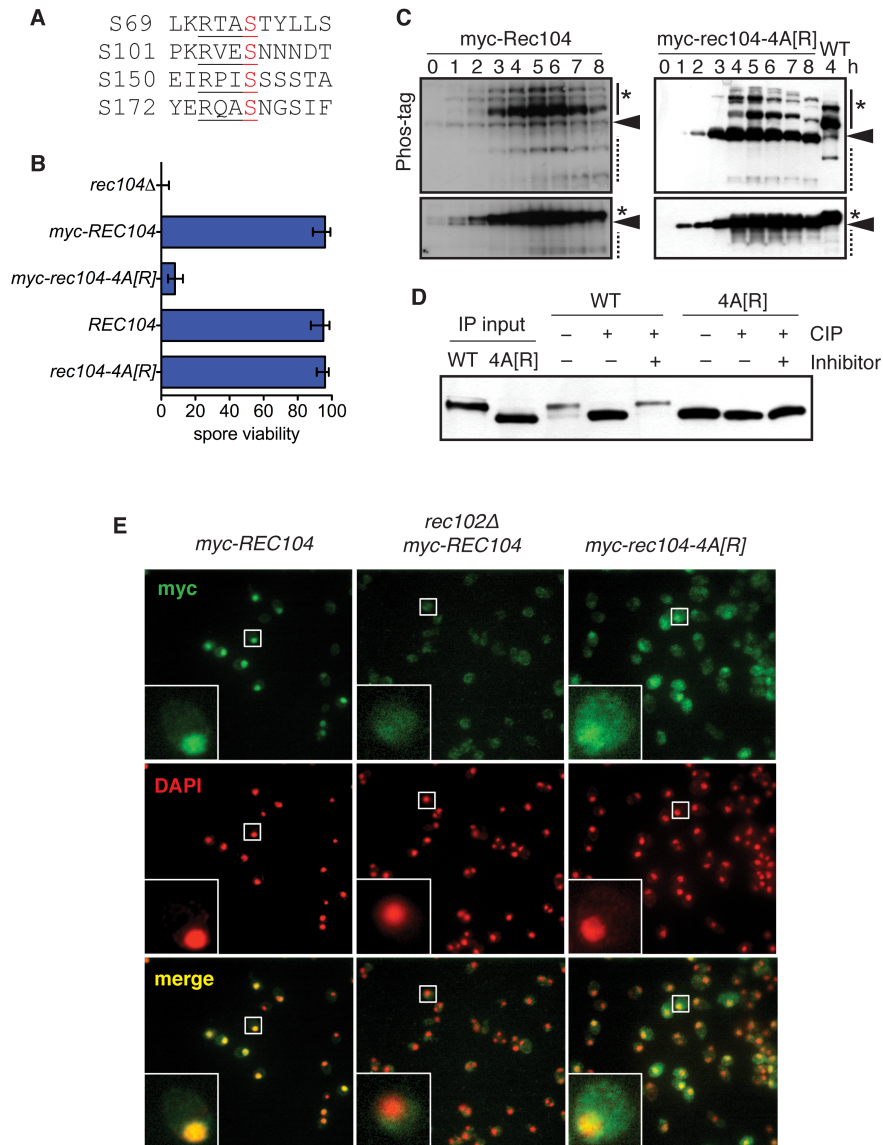 A
S69 LKRTASTYLLS
S101 PKRVESNNNDT
S150 EIRPISSSSTA
S172 YERQASNGSIF
B
rec104Δ
myc-REC104
myc-rec104-4A[R]
REC104
rec104-4A[R]
0 20 40 60 80 100
spore viability
C
myc-Rec104 myc-rec104-4A[R] WT
0 1 2 3 4 5 6 7 8 0 1 2 3 4 5 6 7 8 4 h
Phos-tag
* *
* *
D
WT 4A[R]
IP input
– + + – + + CIP
WT 4A[R] – – + – – + Inhibitor
E
myc-REC104
rec102Δ
myc-REC104
myc-rec104-4A[R]
myc
DAPI
merge